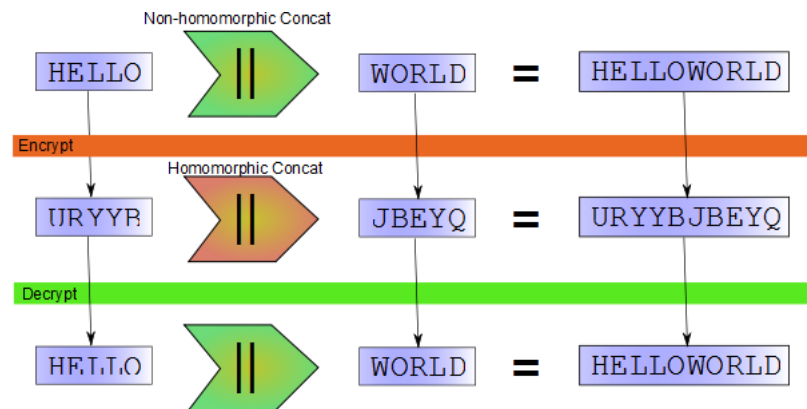 Non-homomorphic Concat
HELLO || WORLD = HELLOWORLD
Encrypt
Homomorphic Concat
URYYB || JBEYQ = URYYBJBEYQ
Decrypt
HELLO || WORLD = HELLOWORLD